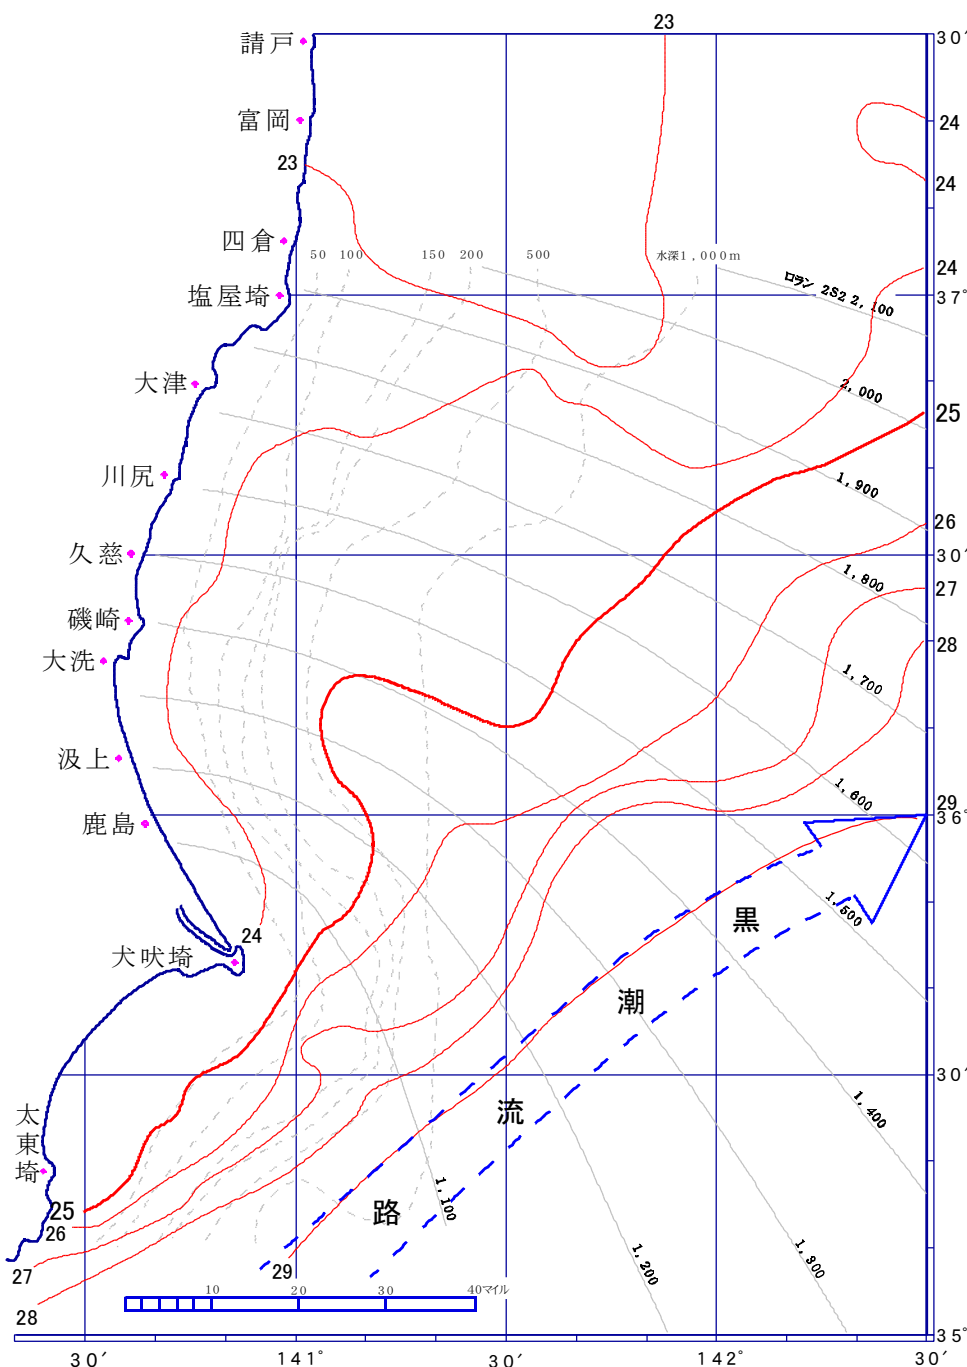 23
請戸
30′
富岡
24
23
24
四倉
50 100 150 200 500 水深1,000m
24
ロラン 2S2 2,100
塩屋埼
37°
大津
2,000
25
川尻
1,900
26
久慈
30′
1,800
27
磯崎
28
大洗
1,700
汲上
1,600
29
鹿島
36°
1,500
黒
24
犬吠埼
潮
30′
流
1,400
太
東
埼
1,100
路
25
26
1,200
1,300
27
29
10 20 30 40マイル
28
35°
30′ 141° 30′ 142° 30′